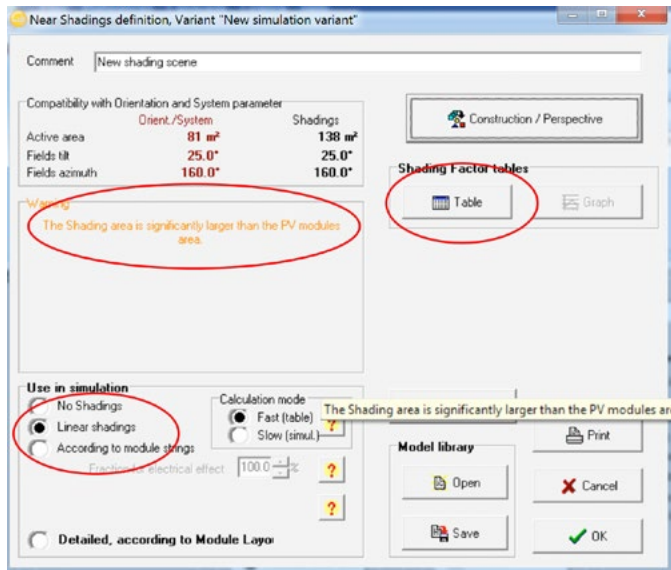 Near Shadings definition, Variant "New simulation variant"
Comment New shading scene
Compatibility with Orientation and System parameter
Orient./System Shadings
Active area 81 m² 138 m²
Fields tilt 25.0° 25.0°
Fields azimuth 160.0° 160.0°
Construction / Perspective
Shading Factor tables
Table Graph
Warning
The Shading area is significantly larger than the PV modules
area.
Use in simulation
No Shadings
Linear shadings
According to module strings
Calculation mode
Fast (table)
Slow (simul.)
?
The Shading area is significantly larger than the PV modules ar
Fraction for electrical effect 100.0 % ?
?
Detailed, according to Module Layo
Print
Model library
Open
Cancel
Save
OK